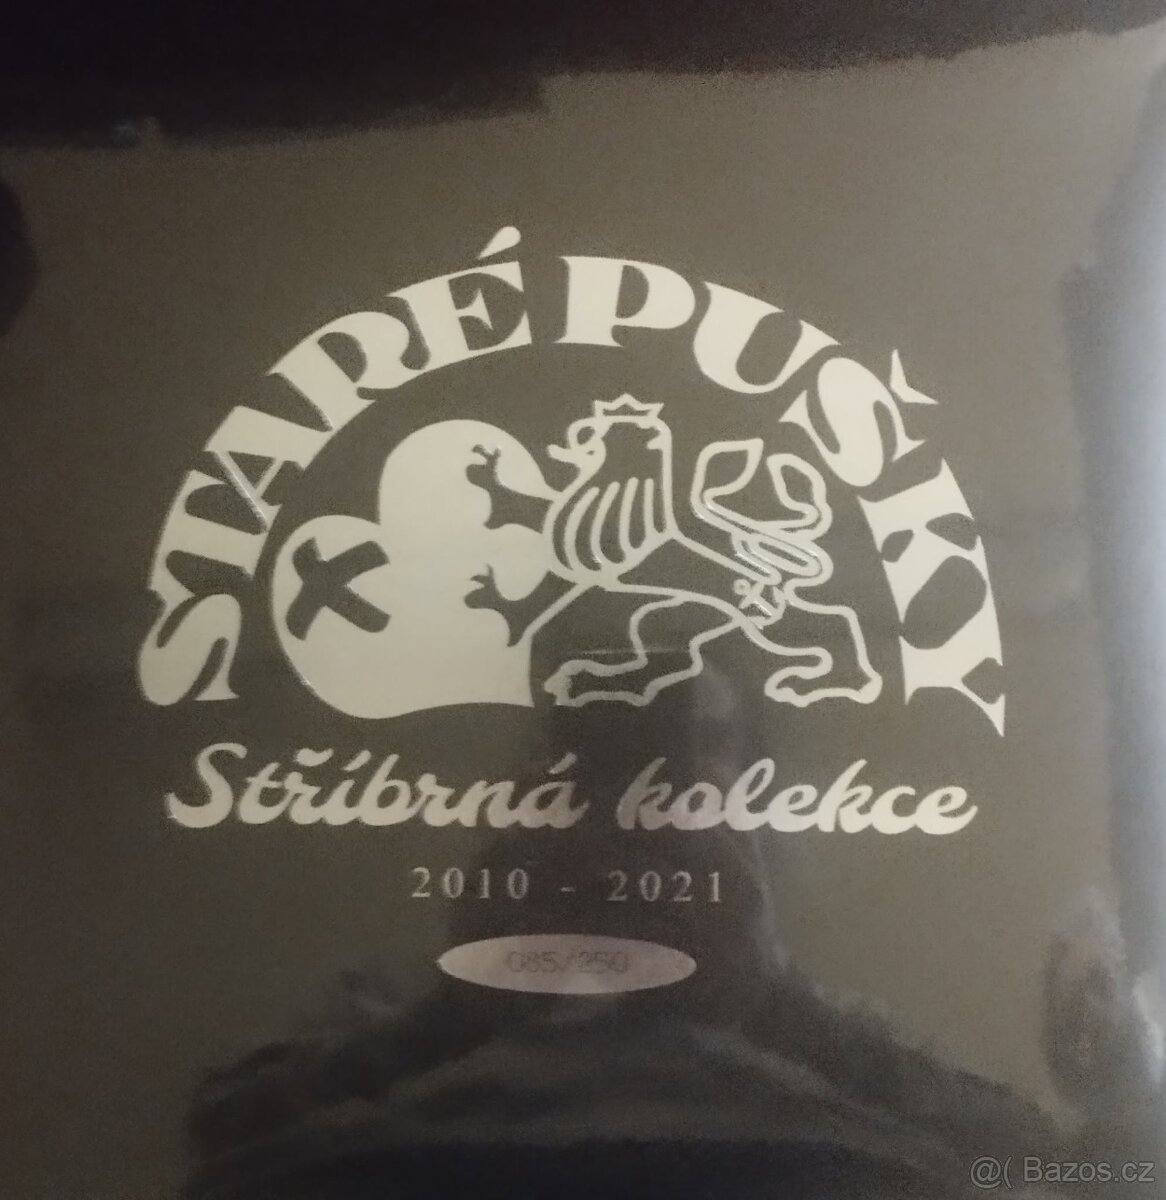 STARÉ PUŠKY
Stříbrná kolekce
2010 - 2021
085/250
@( Bazos.cz